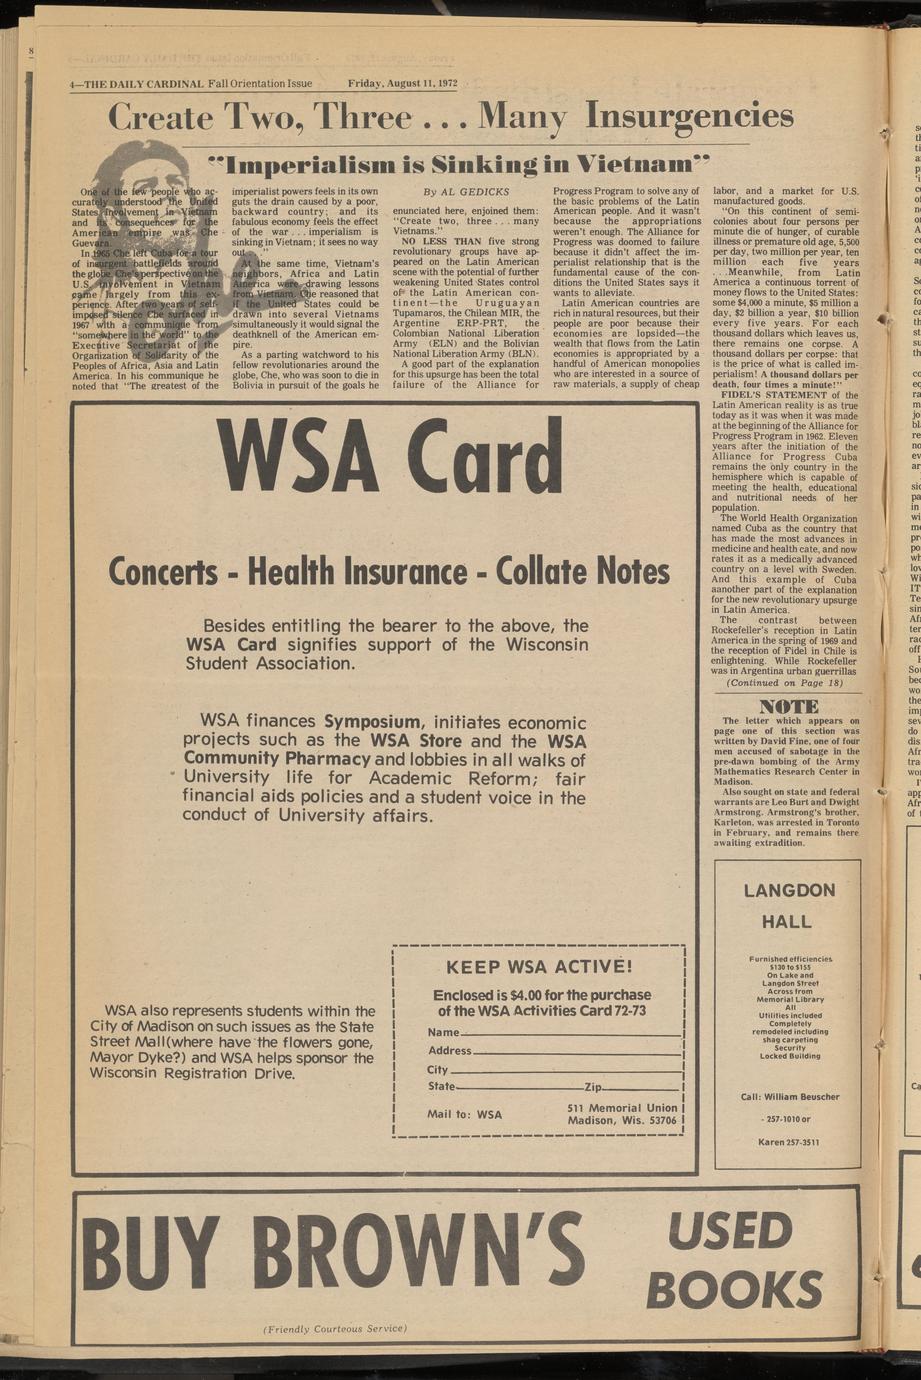 4—THE DAILY CARDINAL Fall Orientation Issue Friday, August 11, 1972
Create Two, Three . . . Many Insurgencies
"Imperialism is Sinking in Vietnam"
One of the few people who ac-
curately understood the United
States involvement in Vietnam
and its consequences for the
American empire was Che
Guevara.
In 1965 Che left Cuba for a tour
of insurgent battlefields around
the globe. Che's perspective on the
U.S. involvement in Vietnam
came largely from this ex-
perience. After two years of self-
imposed silence Che surfaced in
1967 with a communique from
"somewhere in the world" to the
Executive Secretariat of the
Organization of Solidarity of the
Peoples of Africa, Asia and Latin
America. In his communique he
noted that "The greatest of the
imperialist powers feels in its own
guts the drain caused by a poor,
backward country; and its
fabulous economy feels the effect
of the war . . . imperialism is
sinking in Vietnam; it sees no way
out. . ."
At the same time, Vietnam's
neighbors, Africa and Latin
America was drawing lessons
from Vietnam. Che reasoned that
if the United States could be
drawn into several Vietnams
simultaneously it would signal the
deathknell of the American em-
pire.
As a parting watchword to his
fellow revolutionaries around the
globe, Che, who was soon to die in
Bolivia in pursuit of the goals he
By AL GEDICKS
enunciated here, enjoined them:
"Create two, three . . . many
Vietnams."
NO LESS THAN five strong
revolutionary groups have ap-
peared on the Latin American
scene with the potential of further
weakening United States control
of the Latin American con-
tinent—the Uruguayan
Tupamaros, the Chilean MIR, the
Argentine ERP-PRT, the
Colombian National Liberation
Army (ELN) and the Bolivian
National Liberation Army (BLN).
A good part of the explanation
for this upsurge has been the total
failure of the Alliance for
Progress Program to solve any of
the basic problems of the Latin
American people. And it wasn't
because the appropriations
weren't enough. The Alliance for
Progress was doomed to failure
because it didn't affect the im-
perialist relationship that is the
fundamental cause of the con-
ditions the United States says it
wants to alleviate.
Latin American countries are
rich in natural resources, but their
people are poor because their
economies are lopsided—the
wealth that flows from the Latin
economies is appropriated by a
handful of American monopolies
who are interested in a source of
raw materials, a supply of cheap
labor, and a market for U.S.
manufactured goods.
"On this continent of semi-
colonies about four persons per
minute die of hunger, of curable
illness or premature old age, 5,500
per day, two million per year, ten
million each five years
. . .Meanwhile, from Latin
America a continuous torrent of
money flows to the United States:
some $4,000 a minute, $5 million a
day, $2 billion a year, $10 billion
every five years. For each
thousand dollars which leaves us,
there remains one corpse. A
thousand dollars per corpse: that
is the price of what is called im-
perialism! A thousand dollars per
death, four times a minute!"
FIDEL'S STATEMENT of the
Latin American reality is as true
today as it was when it was made
at the beginning of the Alliance for
Progress Program in 1962. Eleven
years after the initiation of the
Alliance for Progress Cuba
remains the only country in the
hemisphere which is capable of
meeting the health, educational
and nutritional needs of her
population.
The World Health Organization
named Cuba as the country that
has made the most advances in
medicine and health cate, and now
rates it as a medically advanced
country on a level with Sweden.
And this example of Cuba
aanother part of the explanation
for the new revolutionary upsurge
in Latin America.
The contrast between
Rockefeller's reception in Latin
America in the spring of 1969 and
the reception of Fidel in Chile is
enlightening. While Rockefeller
was in Argentina urban guerrillas
(Continued on Page 18)
NOTE
The letter which appears on
page one of this section was
written by David Fine, one of four
men accused of sabotage in the
pre-dawn bombing of the Army
Mathematics Research Center in
Madison.
Also sought on state and federal
warrants are Leo Burt and Dwight
Armstrong. Armstrong's brother,
Karleton, was arrested in Toronto
in February, and remains there
awaiting extradition.
WSA Card
Concerts - Health Insurance - Collate Notes
Besides entitling the bearer to the above, the
WSA Card signifies support of the Wisconsin
Student Association.
WSA finances Symposium, initiates economic
projects such as the WSA Store and the WSA
Community Pharmacy and lobbies in all walks of
University life for Academic Reform; fair
financial aids policies and a student voice in the
conduct of University affairs.
WSA also represents students within the
City of Madison on such issues as the State
Street Mall(where have the flowers gone,
Mayor Dyke?) and WSA helps sponsor the
Wisconsin Registration Drive.
KEEP WSA ACTIVE!
Enclosed is $4.00 for the purchase
of the WSA Activities Card 72-73
Name
Address
City
State Zip
Mail to: WSA 511 Memorial Union
Madison, Wis. 53706
LANGDON
HALL
Furnished efficiencies
$130 to $155
On Lake and
Langdon Street
Across from
Memorial Library
All
Utilities included
Completely
remodeled including
shag carpeting
Security
Locked Building
Call: William Beuscher
- 257-1010 or
Karen 257-3511
BUY BROWN'S USED
BOOKS
(Friendly Courteous Service)